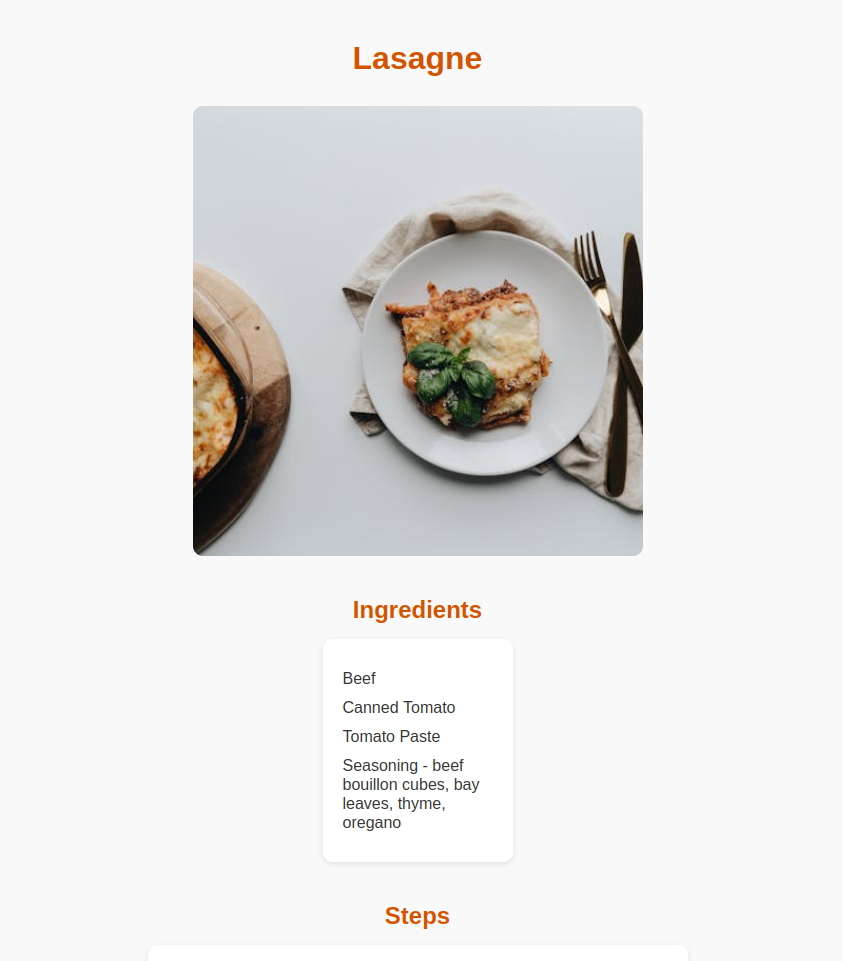 Lasagne
Ingredients
Beef
Canned Tomato
Tomato Paste
Seasoning - beef
bouillon cubes, bay
leaves, thyme,
oregano
Steps